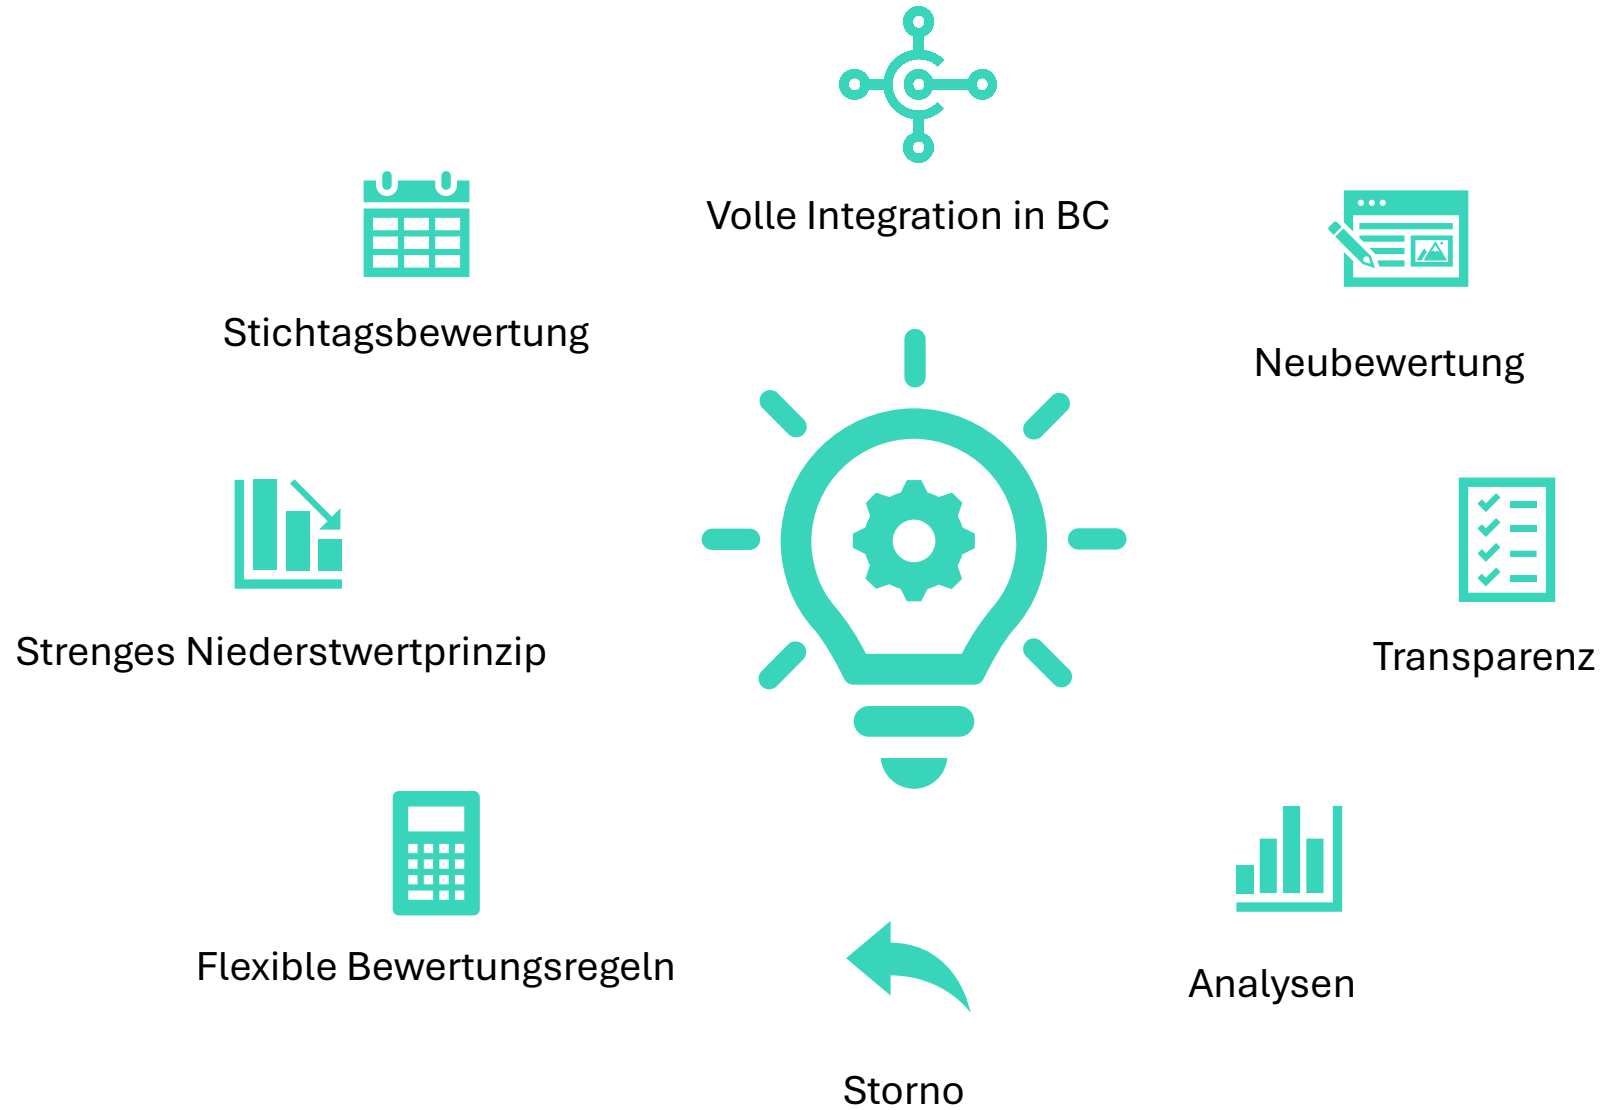 Volle Integration in BC
Stichtagsbewertung
Neubewertung
Strenges Niederstwertprinzip
Transparenz
Flexible Bewertungsregeln
Analysen
Storno